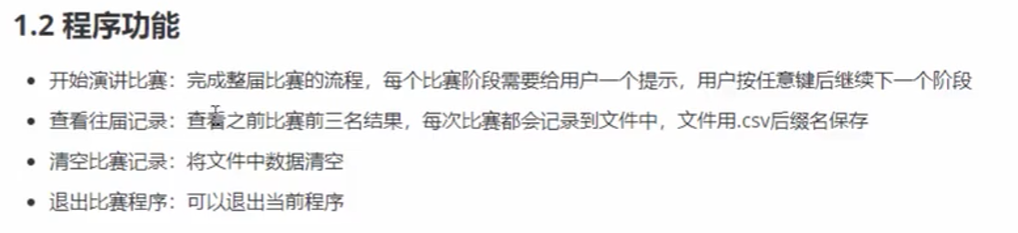 1.2 程序功能
• 开始演讲比赛：完成整届比赛的流程，每个比赛阶段需要给用户一个提示，用户按任意键后继续下一个阶段
• 查看往届记录：查看之前比赛前三名结果，每次比赛都会记录到文件中，文件用.csv后缀名保存
• 清空比赛记录：将文件中数据清空
• 退出比赛程序：可以退出当前程序